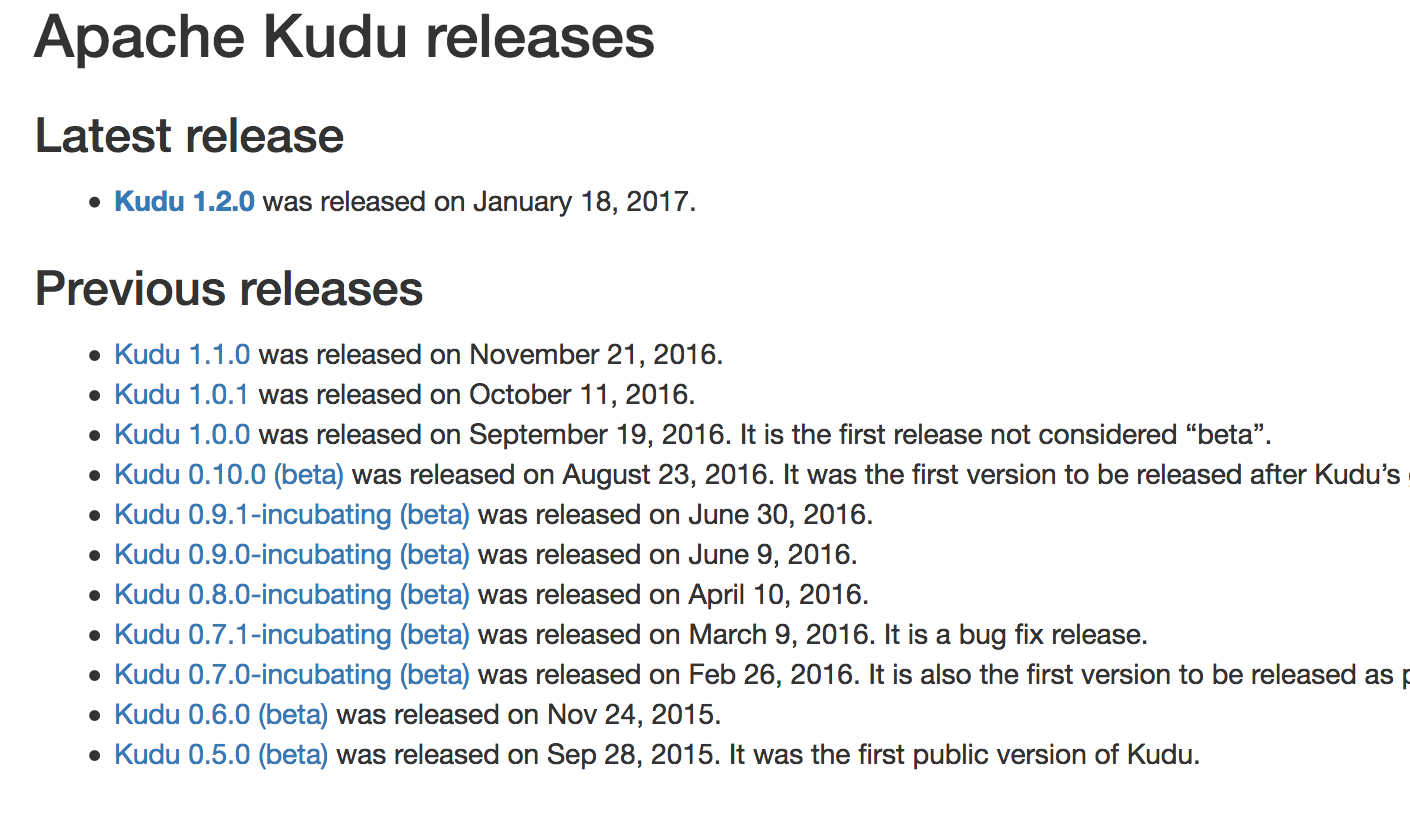 Apache Kudu releases
Latest release
Kudu 1.2.0 was released on January 18, 2017.
Previous releases
Kudu 1.1.0 was released on November 21, 2016.
Kudu 1.0.1 was released on October 11, 2016.
Kudu 1.0.0 was released on September 19, 2016. It is the first release not considered “beta”.
Kudu 0.10.0 (beta) was released on August 23, 2016. It was the first version to be released after Kudu’s
Kudu 0.9.1-incubating (beta) was released on June 30, 2016.
Kudu 0.9.0-incubating (beta) was released on June 9, 2016.
Kudu 0.8.0-incubating (beta) was released on April 10, 2016.
Kudu 0.7.1-incubating (beta) was released on March 9, 2016. It is a bug fix release.
Kudu 0.7.0-incubating (beta) was released on Feb 26, 2016. It is also the first version to be released as
Kudu 0.6.0 (beta) was released on Nov 24, 2015.
Kudu 0.5.0 (beta) was released on Sep 28, 2015. It was the first public version of Kudu.